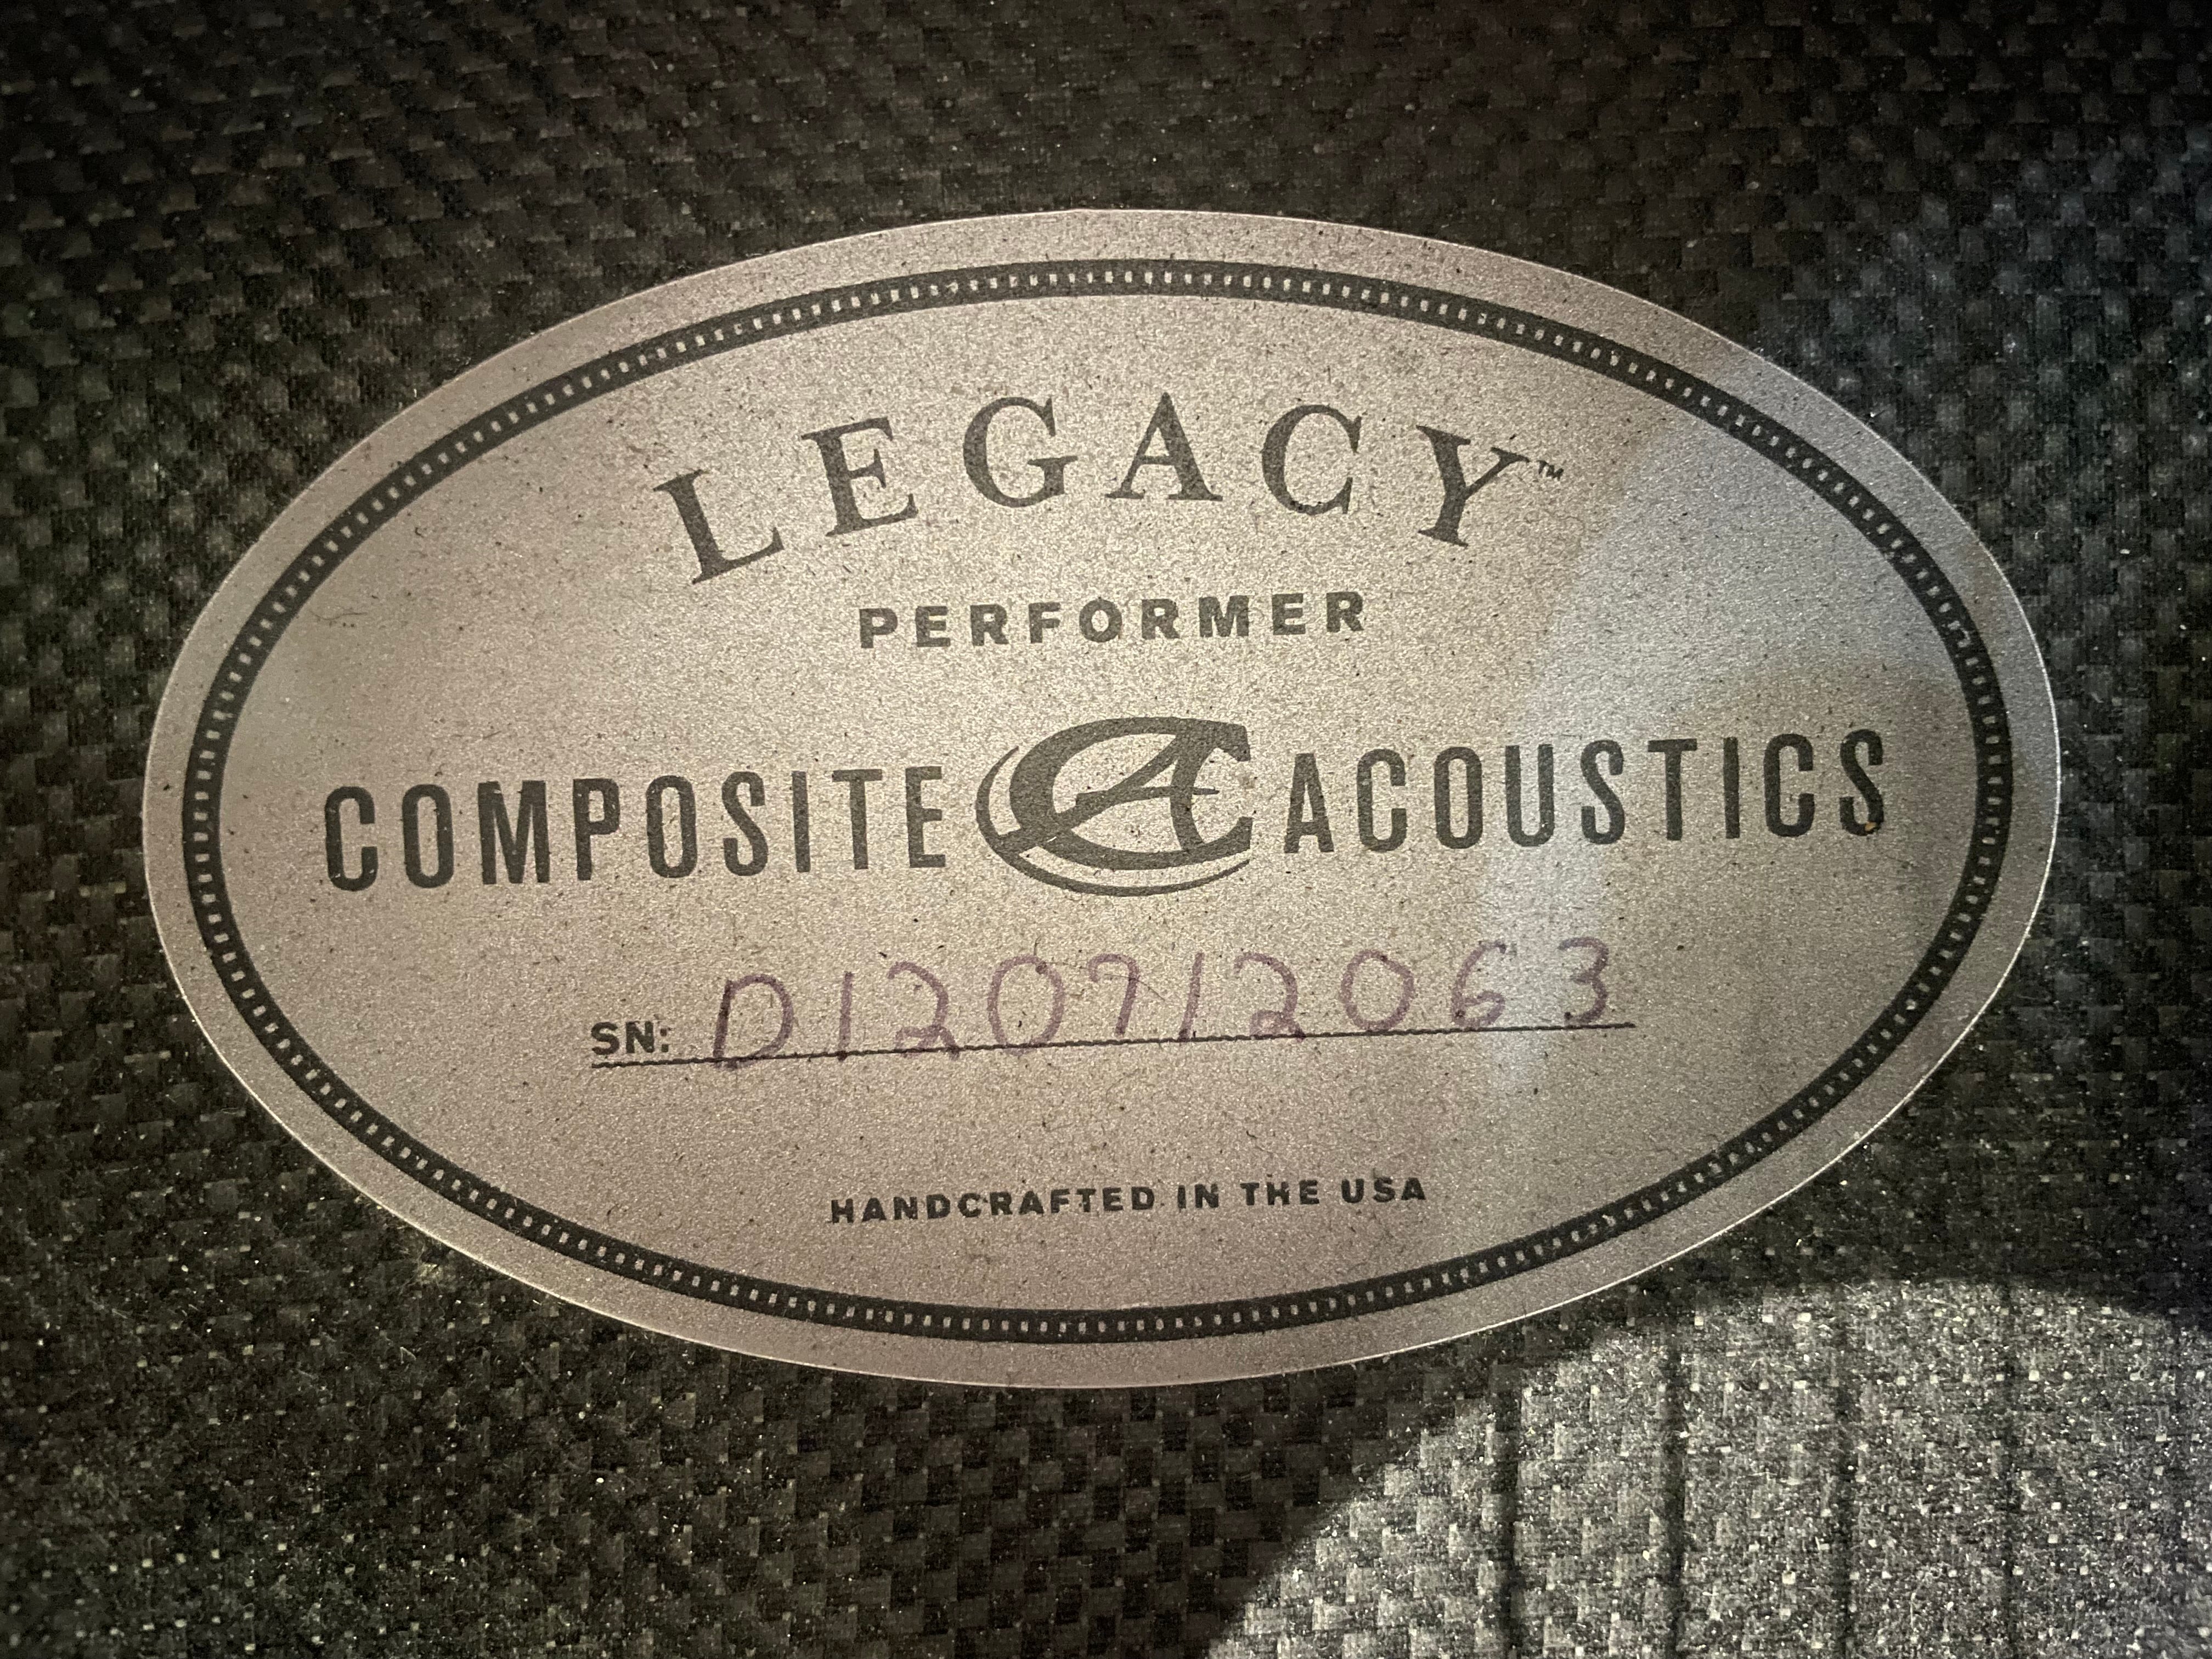 LEGACY™
PERFORMER
COMPOSITE CA ACOUSTICS
SN: D120712063
HANDCRAFTED IN THE USA